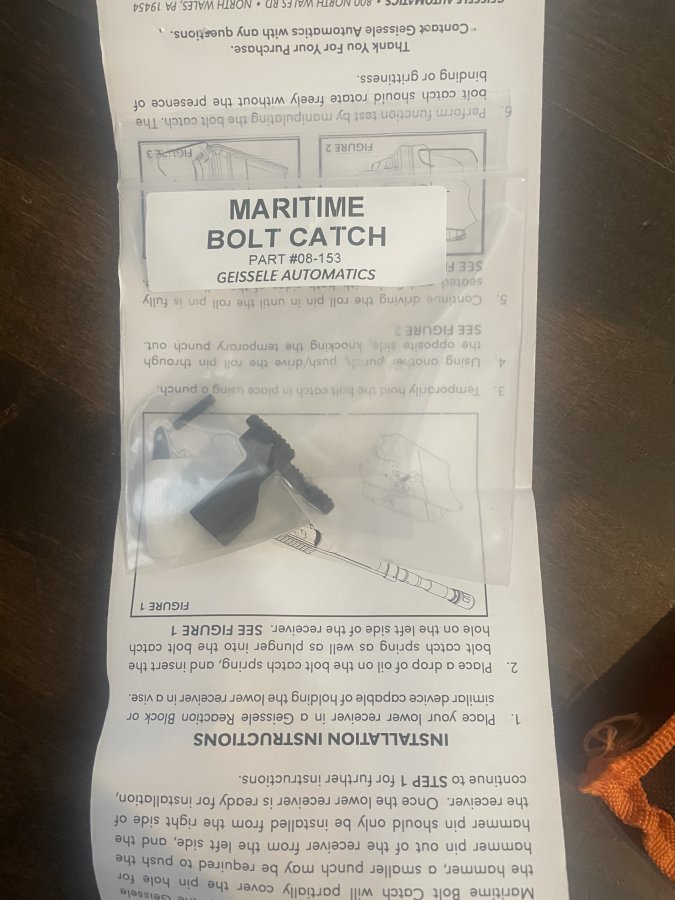 MARITIME
BOLT CATCH
PART #08-153
GEISSELE AUTOMATICS
Geissele
Maritime Bolt Catch will partially cover the pin hole for
the hammer, a smaller punch may be required to push the
hammer pin out of the receiver from the left side, and the
hammer pin should only be installed from the right side of
the receiver. Once the lower receiver is ready for installation,
continue to STEP 1 for further instructions.
INSTALLATION INSTRUCTIONS
1. Place your lower receiver in a Geissele Reaction Block or
similar device capable of holding the lower receiver in a vise.
2. Place a drop of oil on the bolt catch spring, and insert the
bolt catch spring as well as plunger into the bolt catch
hole on the left side of the receiver. SEE FIGURE 1
FIGURE 1
3. Temporarily hold the bolt catch in place using a punch.
4. Using another punch, push/drive the roll pin through
the opposite side, knocking the temporary punch out.
SEE FIGURE 2
5. Continue driving the roll pin in until the roll pin is fully
seated
SEE
FIGURE 2
FIGURE 3
6. Perform function test by manipulating the bolt catch. The
bolt catch should rotate freely without the presence of
binding or grittiness.
Thank You For Your Purchase.
Contact Geissele Automatics with any questions.
GEISSELE AUTOMATICS • 800 NORTH WALES RD • NORTH WALES, PA 19454